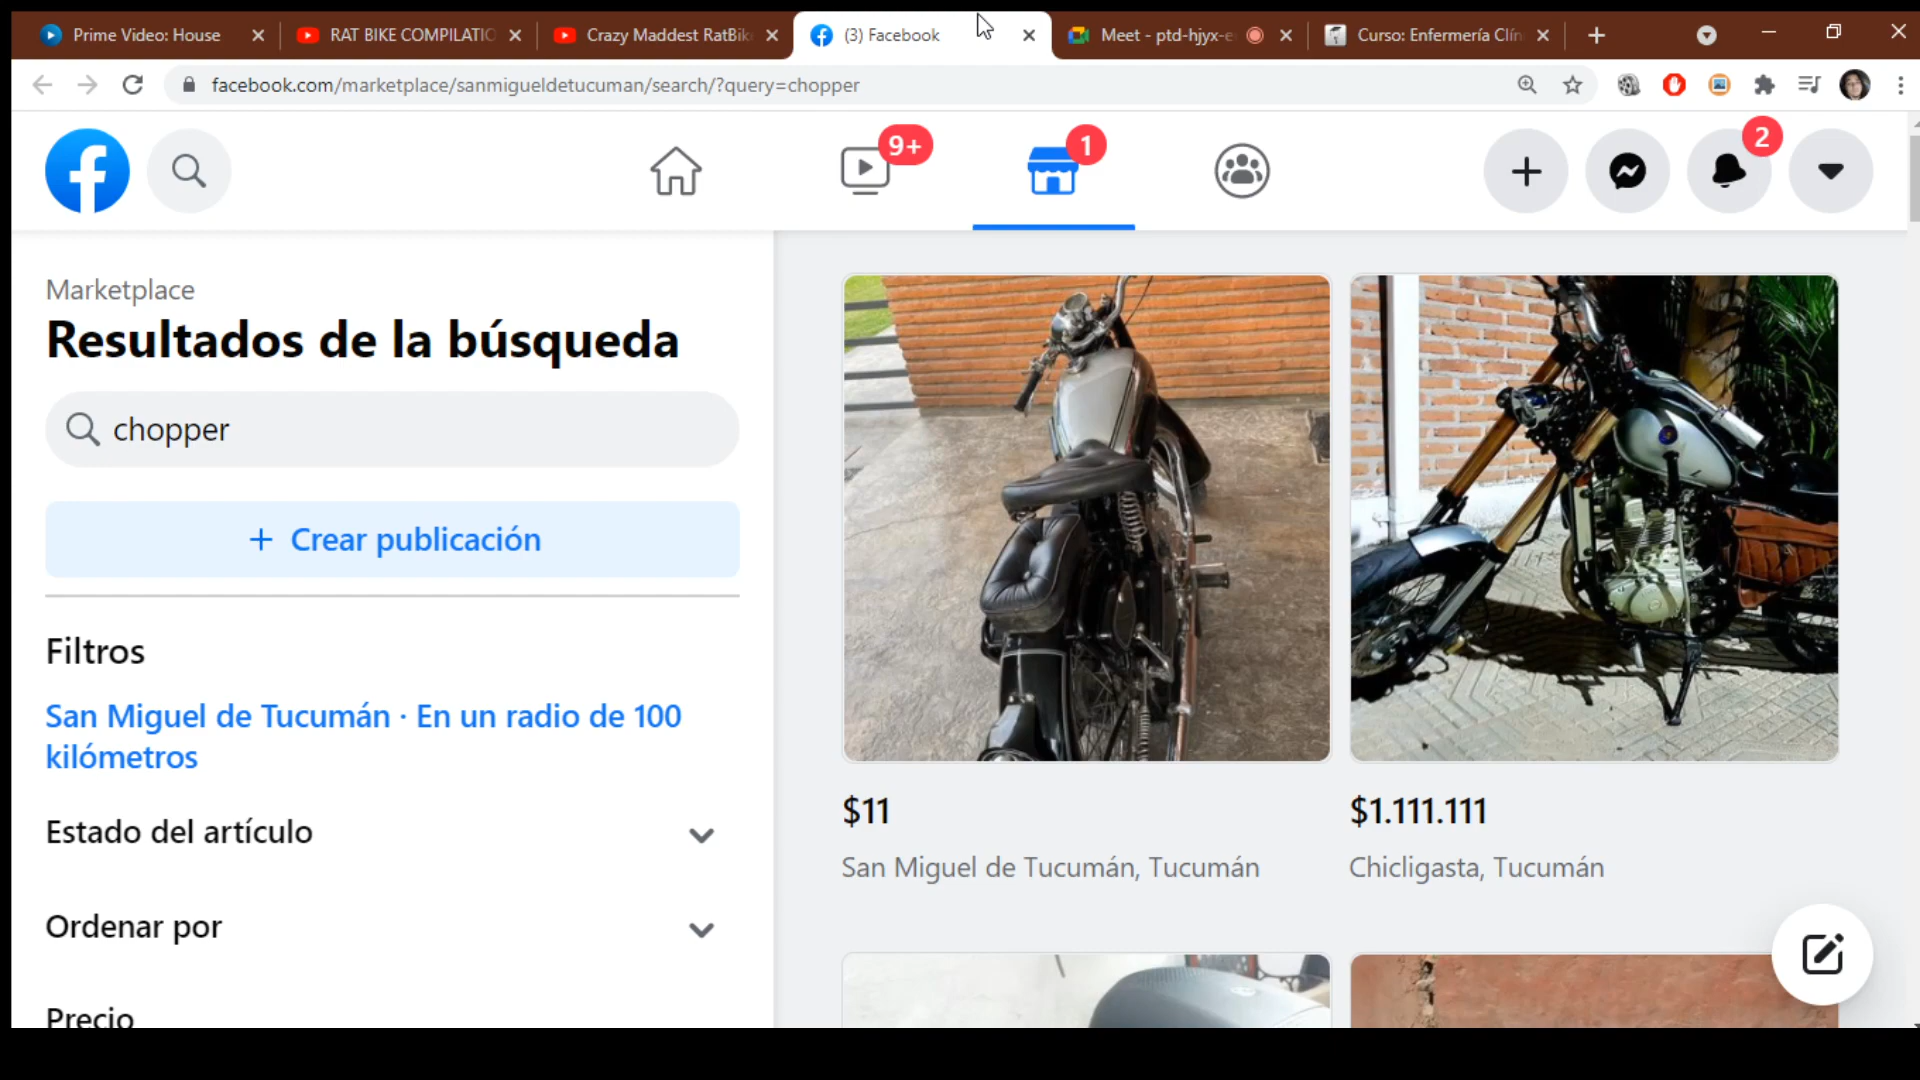 Prime Video: House
RAT BIKE COMPILATIO
Crazy Maddest RatBik
(3) Facebook
Meet - ptd-hjyx-e
Curso: Enfermería Clín
facebook.com/marketplace/sanmigueldetucuman/search/?query=chopper
9+
1
2
Marketplace
Resultados de la búsqueda
chopper
+ Crear publicación
Filtros
San Miguel de Tucumán · En un radio de 100
kilómetros
Estado del artículo
Ordenar por
Precio
$11
San Miguel de Tucumán, Tucumán
$1.111.111
Chicligasta, Tucumán